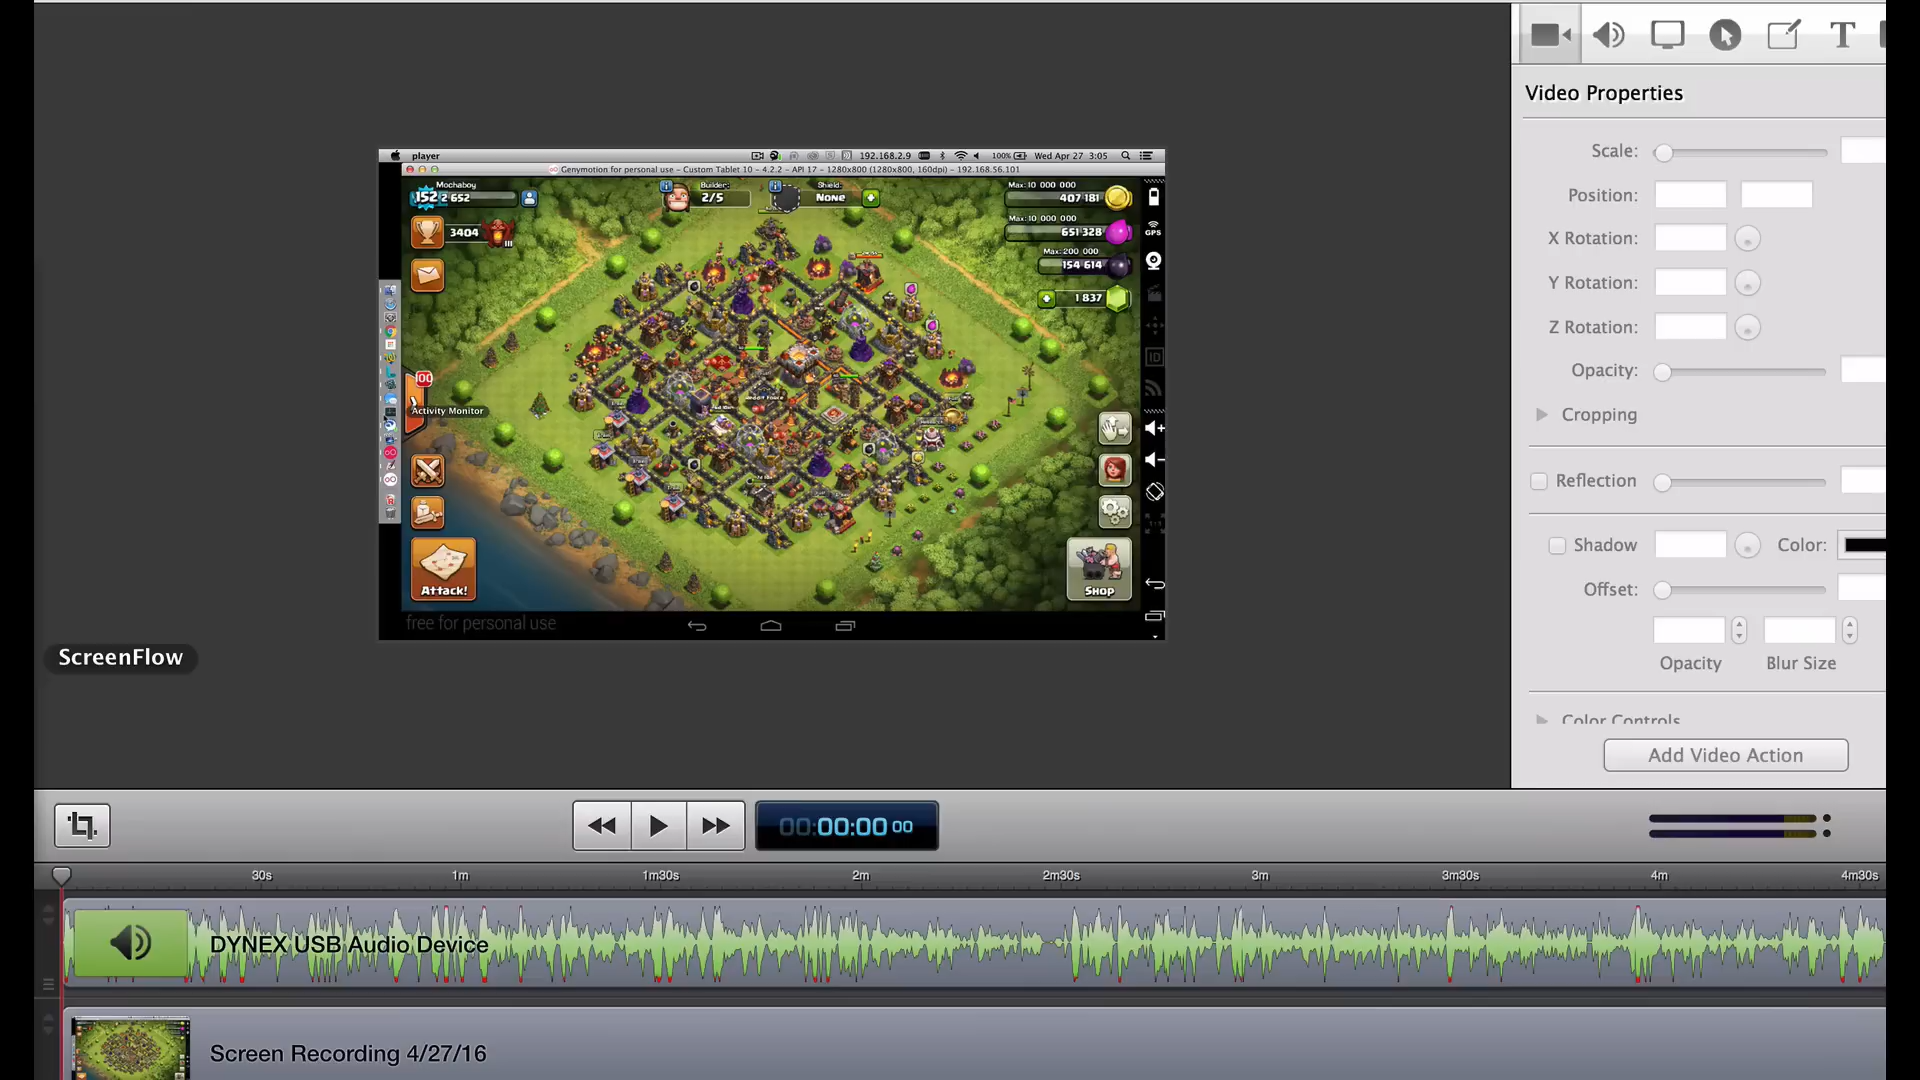 Video Properties
Scale:
Position:
X Rotation:
Y Rotation:
Z Rotation:
Opacity:
Cropping
Reflection
Shadow
Color:
Offset:
Opacity
Blur Size
Color Controls
Add Video Action
player
192.168.2.9
100%
Wed Apr 27 3:05
Genymotion for personal use - Custom Tablet 10 - 4.2.2 - API 17 - 1280x800 (1280x800, 160dpi) - 192.168.56.101
Mochaboy
152
2 652
Builder:
2/5
Shield:
None
Max: 10 000 000
407 181
3404
III
Max: 10 000 000
651 328
GPS
Max: 200 000
154 614
1 837
ID
100
Activity Monitor
Attack!
Shop
free for personal use
ScreenFlow
00:00:00 00
30s
1m
1m30s
2m
2m30s
3m
3m30s
4m
4m30s
DYNEX USB Audio Device
Screen Recording 4/27/16